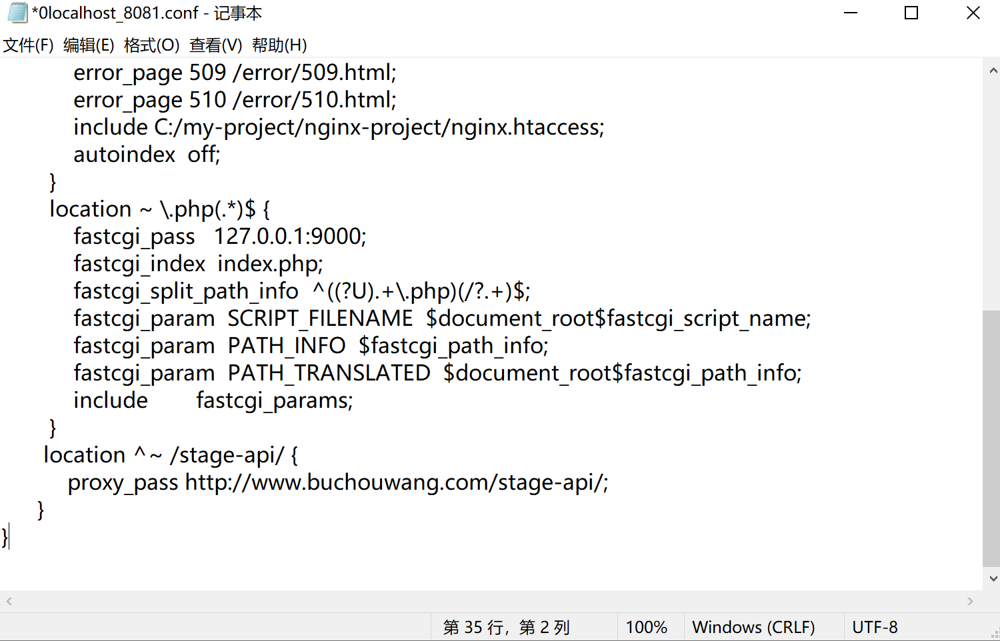 *0localhost_8081.conf - 记事本
文件(F) 编辑(E) 格式(O) 查看(V) 帮助(H)
error_page 509 /error/509.html;
error_page 510 /error/510.html;
include C:/my-project/nginx-project/nginx.htaccess;
autoindex  off;
}
location ~ \.php(.*)$ {
fastcgi_pass   127.0.0.1:9000;
fastcgi_index  index.php;
fastcgi_split_path_info  ^((?U).+\.php)(/?.+)$;
fastcgi_param  SCRIPT_FILENAME  $document_root$fastcgi_script_name;
fastcgi_param  PATH_INFO  $fastcgi_path_info;
fastcgi_param  PATH_TRANSLATED  $document_root$fastcgi_path_info;
include        fastcgi_params;
}
location ^~ /stage-api/ {
proxy_pass http://www.buchouwang.com/stage-api/;
}
}
第 35 行，第 2 列 100% Windows (CRLF) UTF-8